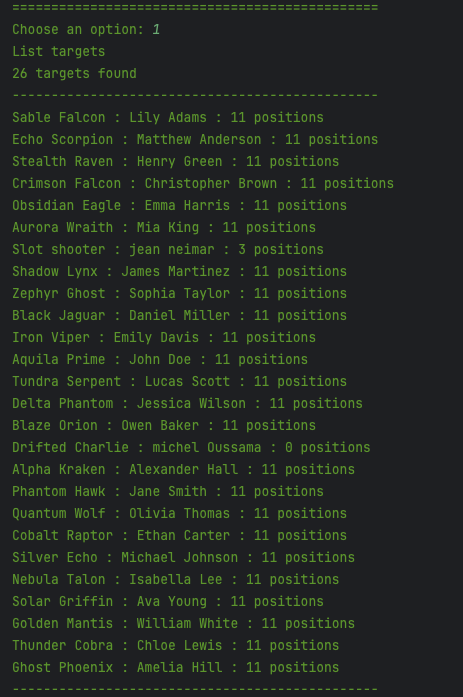 ===============================================
Choose an option: 1
List targets
26 targets found
-----------------------------------------------
Sable Falcon : Lily Adams : 11 positions
Echo Scorpion : Matthew Anderson : 11 positions
Stealth Raven : Henry Green : 11 positions
Crimson Falcon : Christopher Brown : 11 positions
Obsidian Eagle : Emma Harris : 11 positions
Aurora Wraith : Mia King : 11 positions
Slot shooter : jean neimar : 3 positions
Shadow Lynx : James Martinez : 11 positions
Zephyr Ghost : Sophia Taylor : 11 positions
Black Jaguar : Daniel Miller : 11 positions
Iron Viper : Emily Davis : 11 positions
Aquila Prime : John Doe : 11 positions
Tundra Serpent : Lucas Scott : 11 positions
Delta Phantom : Jessica Wilson : 11 positions
Blaze Orion : Owen Baker : 11 positions
Drifted Charlie : michel Oussama : 0 positions
Alpha Kraken : Alexander Hall : 11 positions
Phantom Hawk : Jane Smith : 11 positions
Quantum Wolf : Olivia Thomas : 11 positions
Cobalt Raptor : Ethan Carter : 11 positions
Silver Echo : Michael Johnson : 11 positions
Nebula Talon : Isabella Lee : 11 positions
Solar Griffin : Ava Young : 11 positions
Golden Mantis : William White : 11 positions
Thunder Cobra : Chloe Lewis : 11 positions
Ghost Phoenix : Amelia Hill : 11 positions
-----------------------------------------------